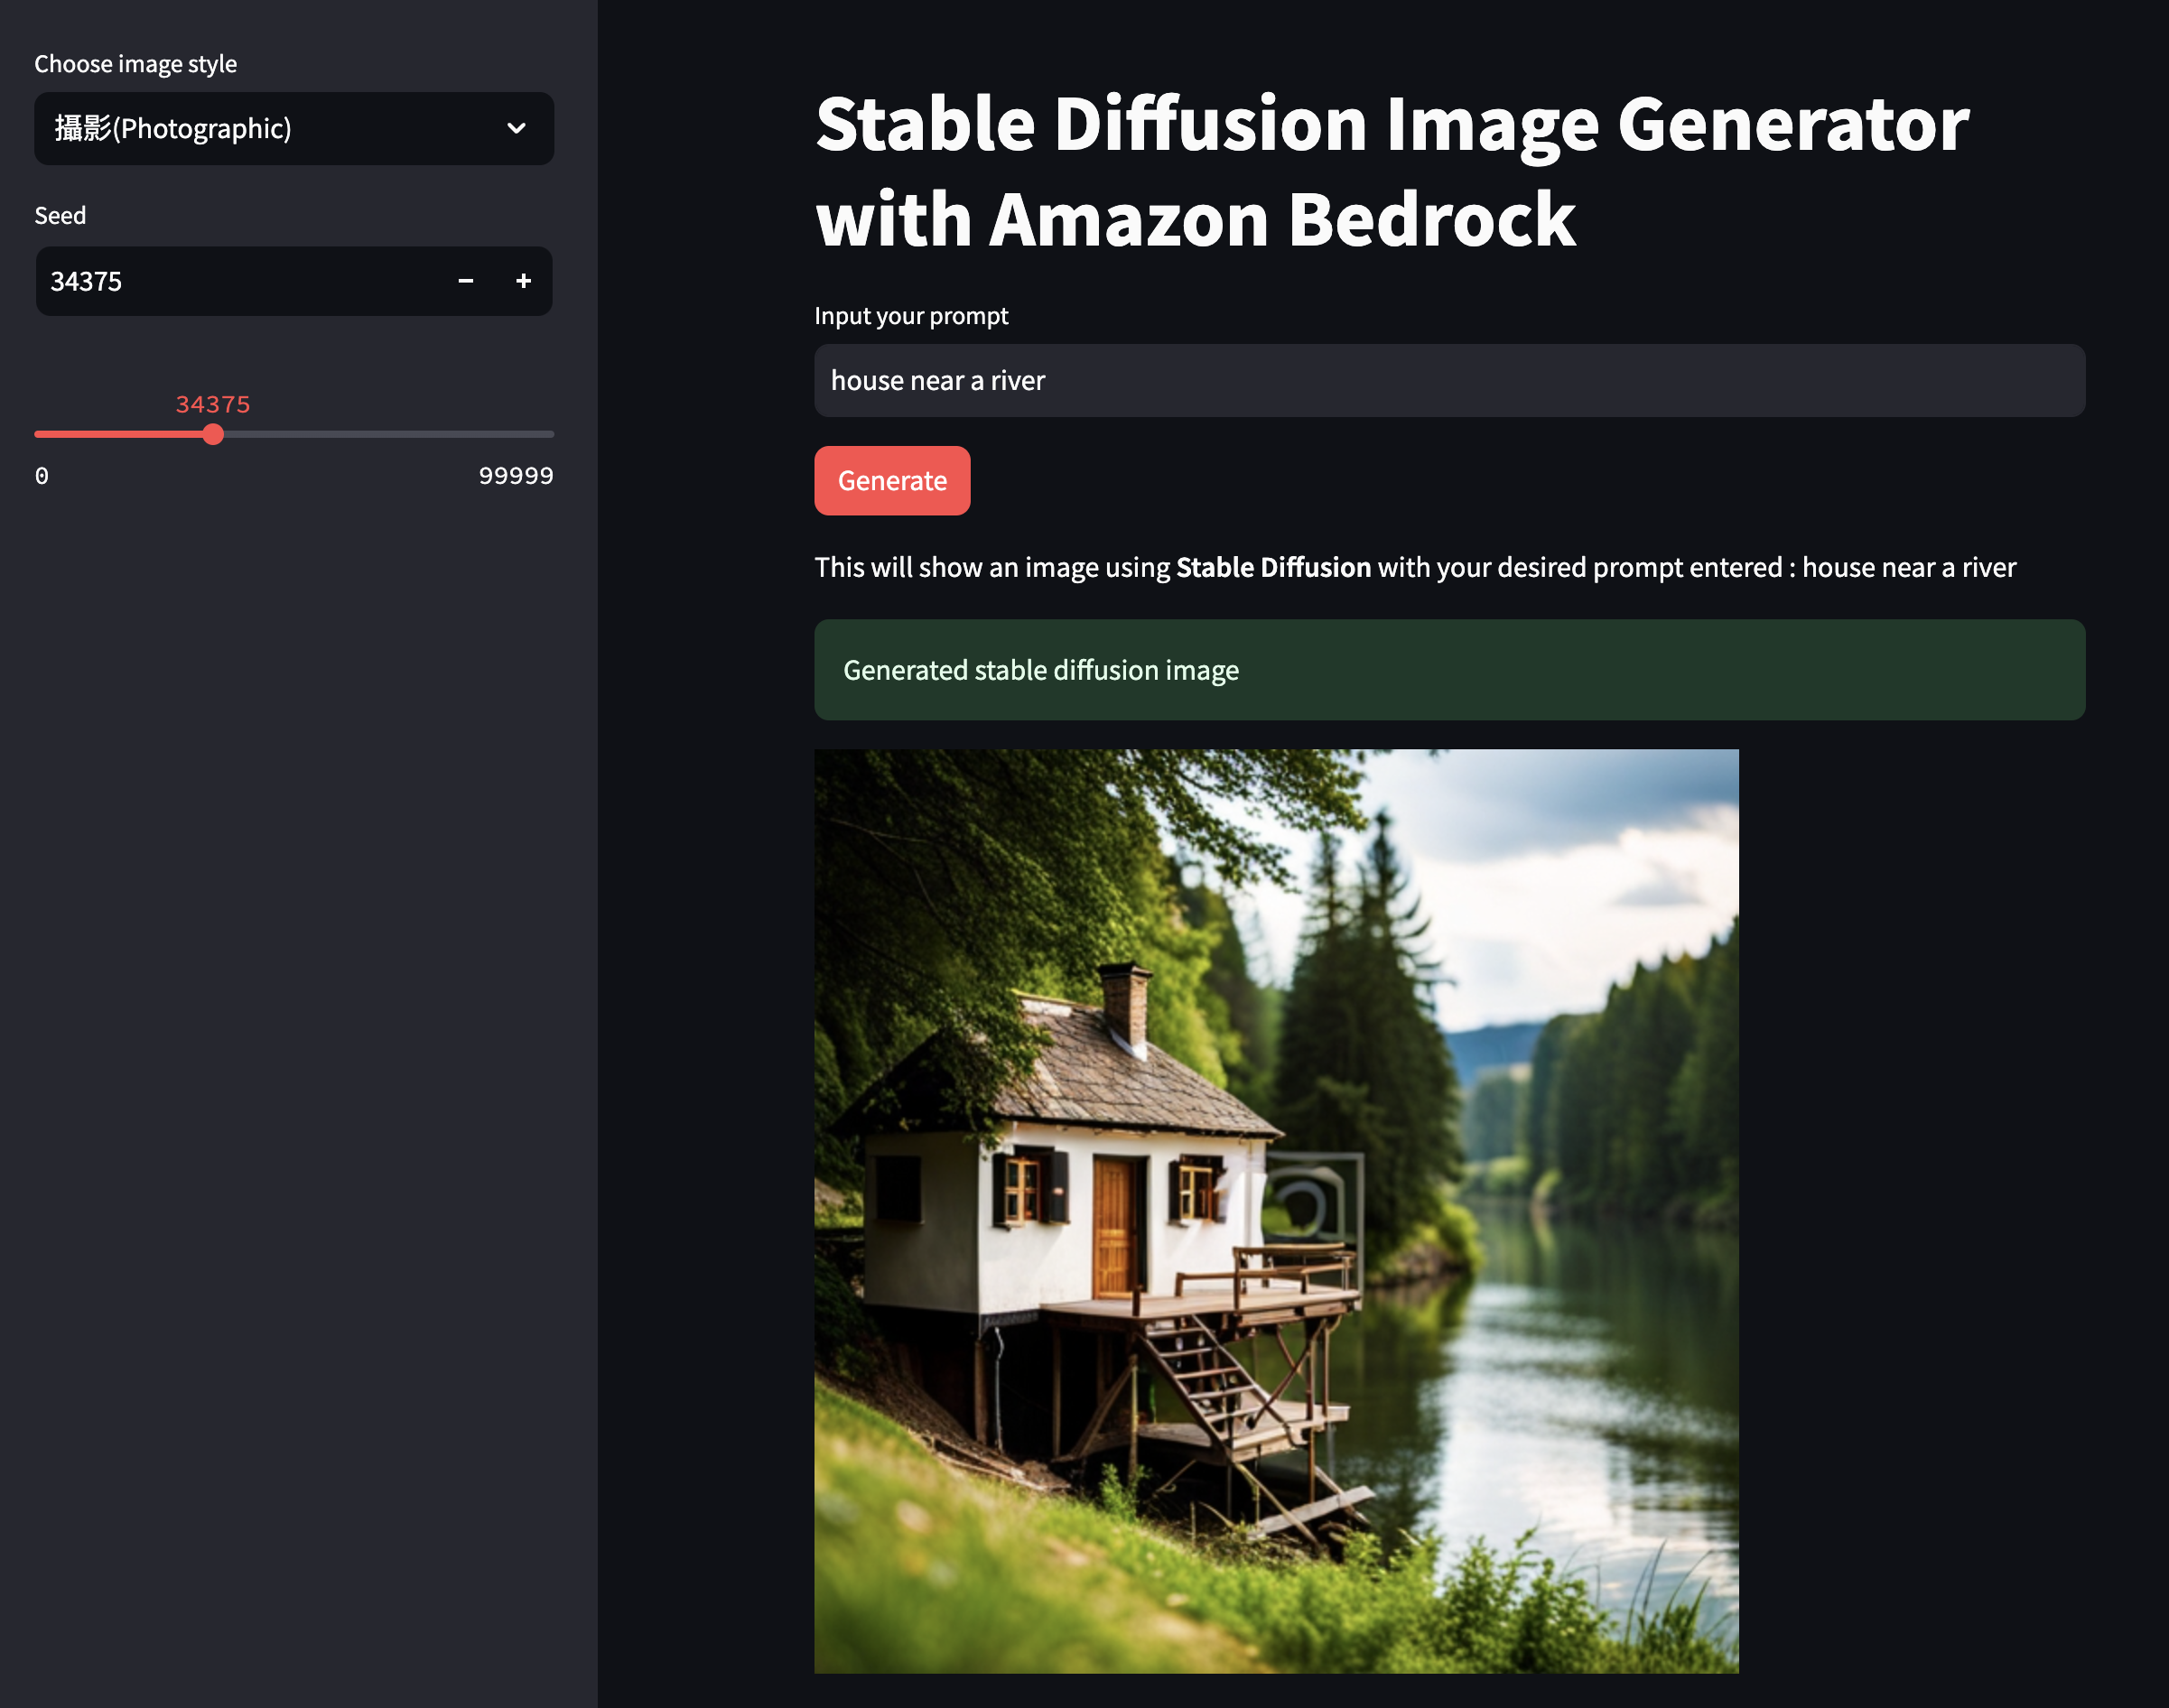 Choose image style
攝影(Photographic)
Seed
34375
34375
0
99999
Stable Diffusion Image Generator
with Amazon Bedrock
Input your prompt
house near a river
Generate
This will show an image using Stable Diffusion with your desired prompt entered : house near a river
Generated stable diffusion image